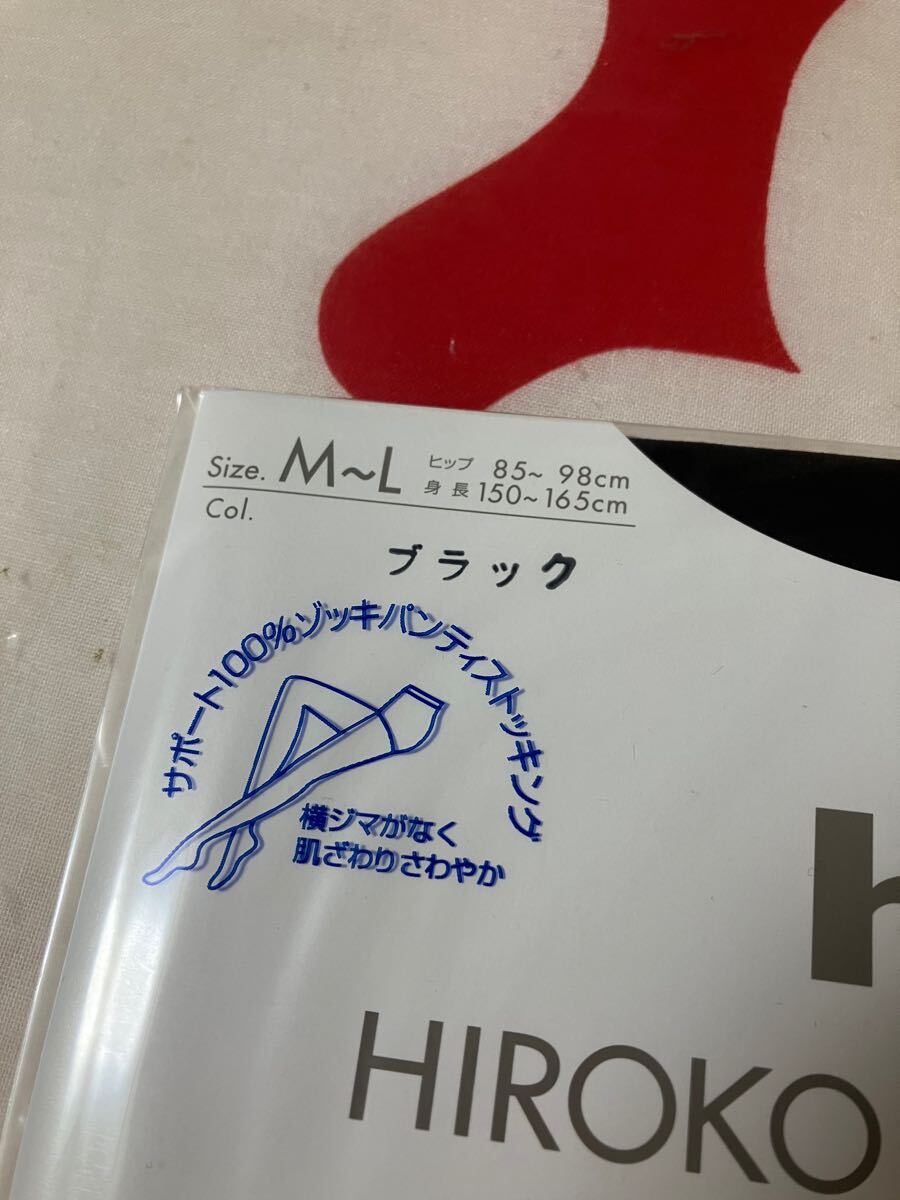 Size. M~L ヒップ 85~ 98cm
身長 150~165cm
Col.
ブラック
サポート100%ゾッキパンティストッキング
横ジマがなく
肌ざわりさわやか
HIROKO